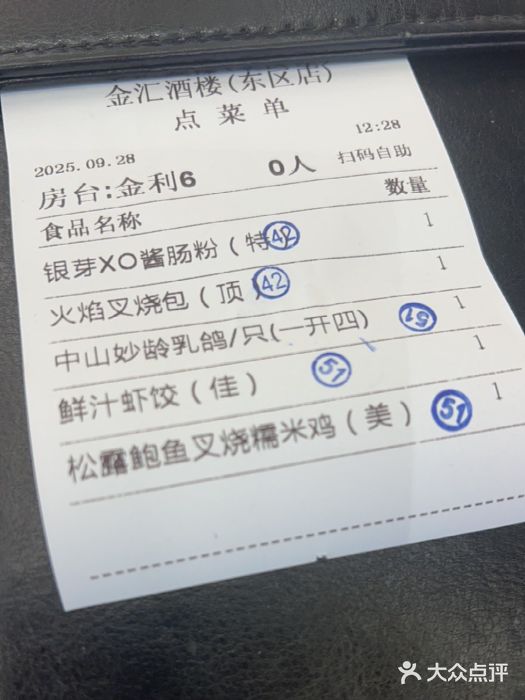 金汇酒楼(东区店)
点菜单
2025.09.28 12:28
房台:金利6 0人 扫码自助
食品名称 数量
银芽XO酱肠粉(特 42 1
火焰叉烧包(顶) 42 1
中山妙龄乳鸽/只(一开四) 51 1
鲜汁虾饺(佳) 51 1
松露鲍鱼叉烧糯米鸡(美) 51 1
大众点评